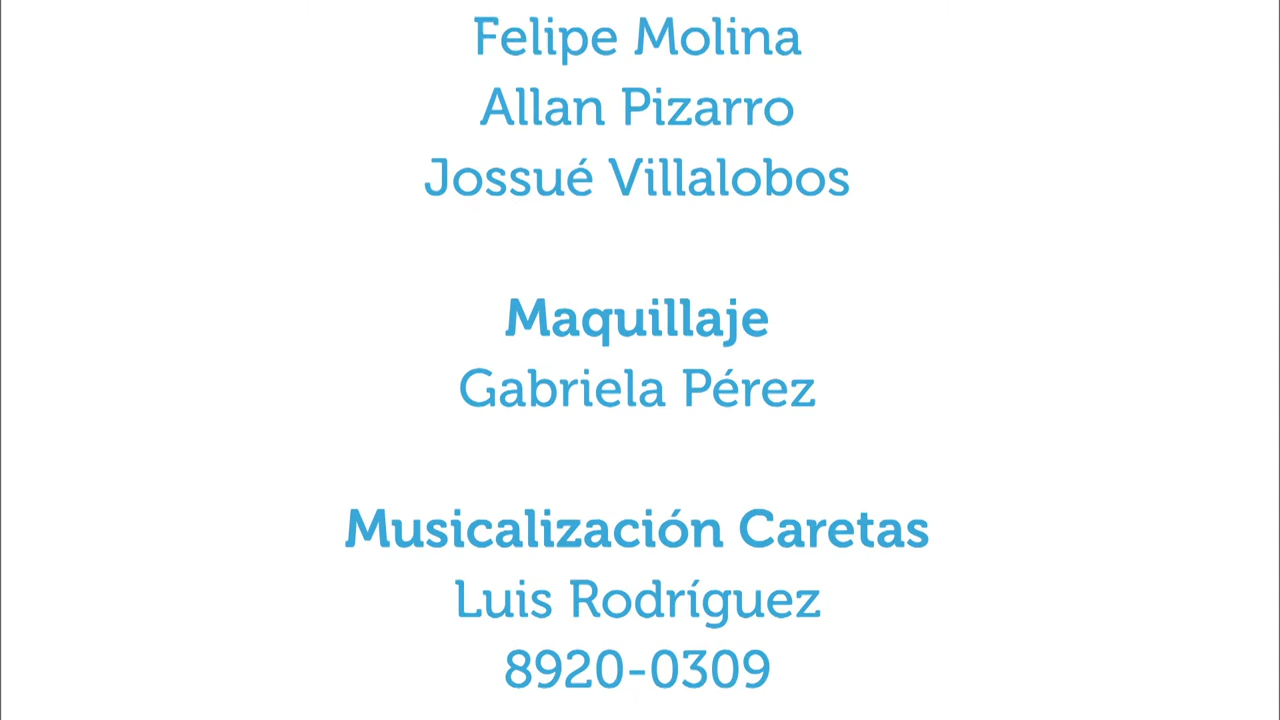 Felipe Molina
Allan Pizarro
Jossué Villalobos
Maquillaje
Gabriela Pérez
Musicalización Caretas
Luis Rodríguez
8920-0309